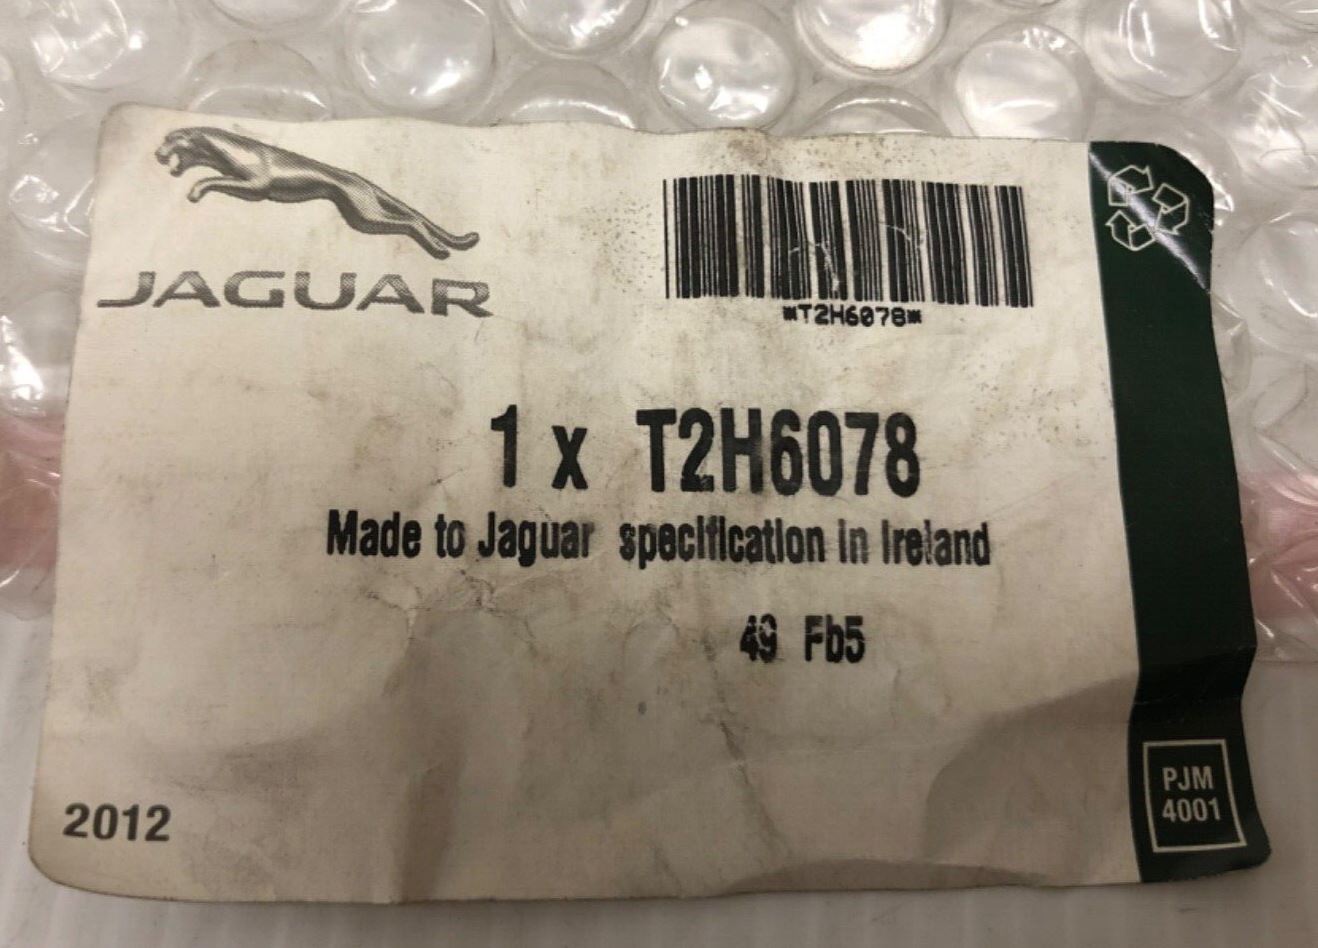 JAGUAR
*T2H6078*
1 x T2H6078
Made to Jaguar specification in Ireland
49 Fb5
2012
PJM
4001